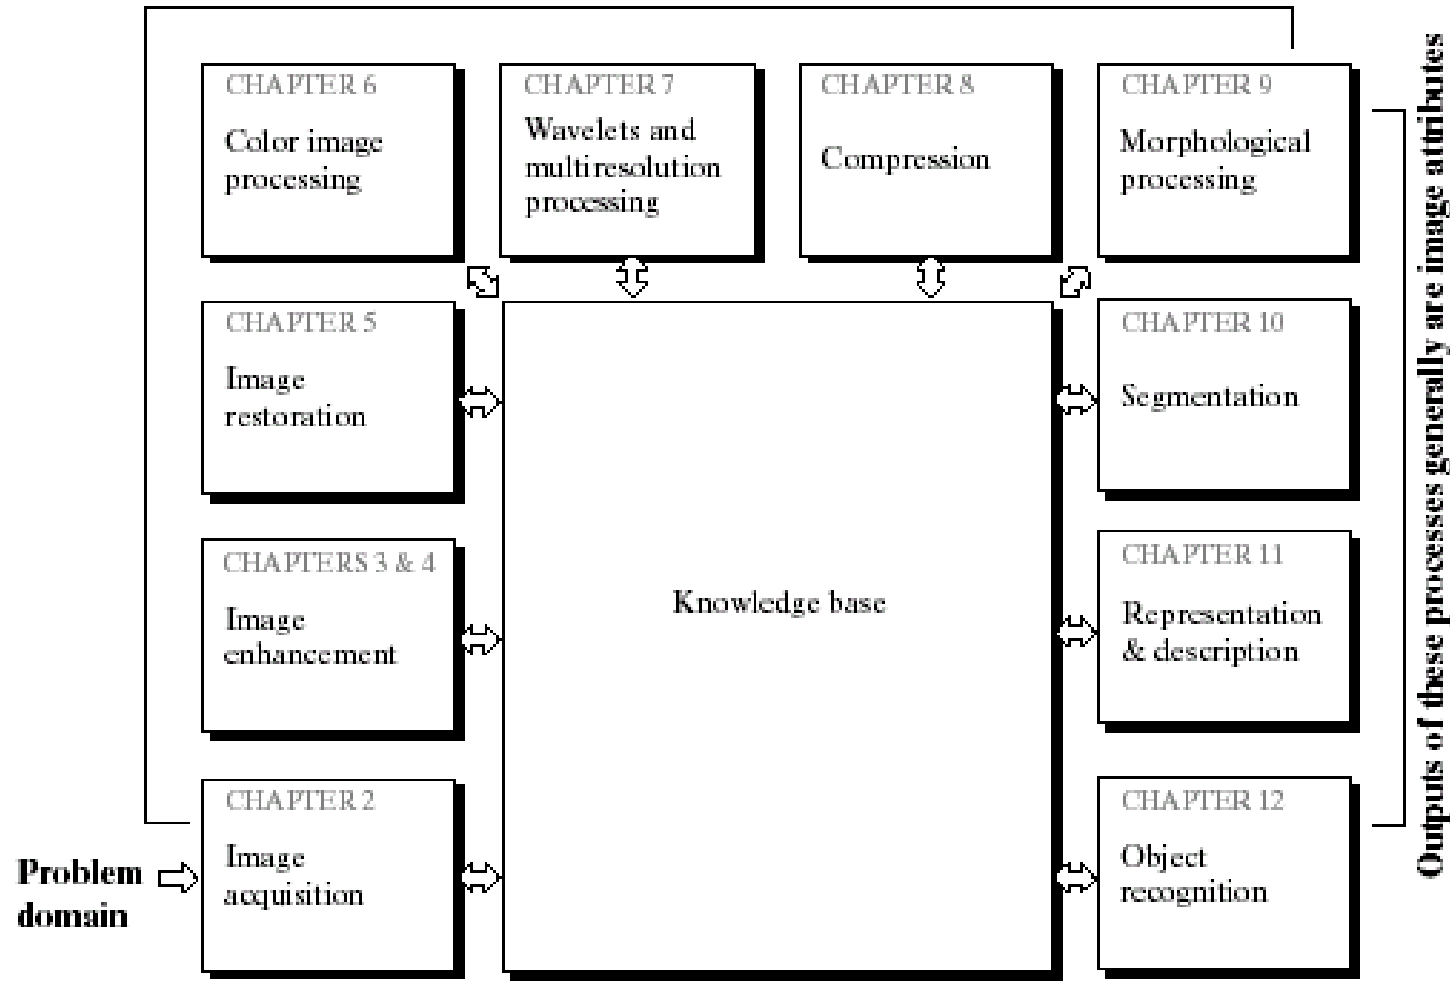 CHAPTER 6
Color image
processing
CHAPTER 7
Wavelets and
multiresolution
processing
CHAPTER 8
Compression
CHAPTER 9
Morphological
processing
CHAPTER 5
Image
restoration
CHAPTERS 3 & 4
Image
enhancement
CHAPTER 2
Image
acquisition
Problem
domain
Knowledge base
CHAPTER 10
Segmentation
CHAPTER 11
Representation
& description
CHAPTER 12
Object
recognition
Outputs of these processes generally are image attributes